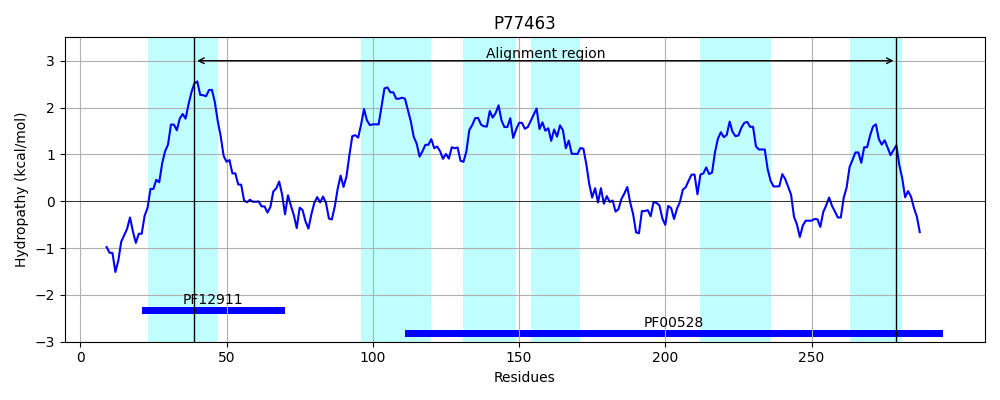 P77463
Hydropathy (kcal/mol)
3
2
1
0
−1
−2
−3
Alignment region
PF12911
PF00528
0
50
100
150
200
250
Residues